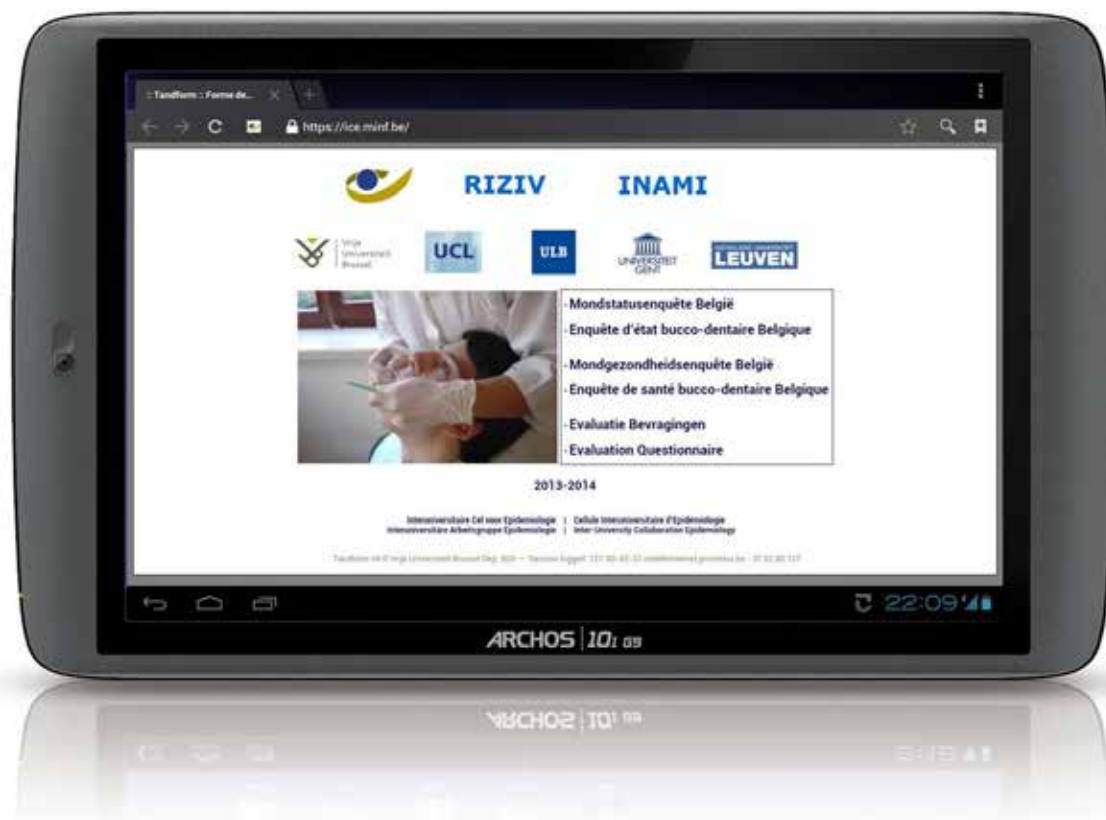 :: Tandform :: Forme de...
https://ice.minf.be/
RIZIV INAMI
Vrije Universiteit Brussel
UCL
ULB
UNIVERSITEIT GENT
LEUVEN
- Mondstatusenquête België
- Enquête d'état bucco-dentaire Belgique
- Mondgezondheidsenquête België
- Enquête de santé bucco-dentaire Belgique
- Evaluatie Bevragingen
- Evaluation Questionnaire
2013-2014
Interuniversitaire Cel voor Epidemiologie | Cellule Interuniversitaire d'Epidémiologie
Interuniversitaire Arbeitsgruppe Epidemiologie | Inter-University Collaboration Epidemiology
22:09
ARCHOS 101 G9